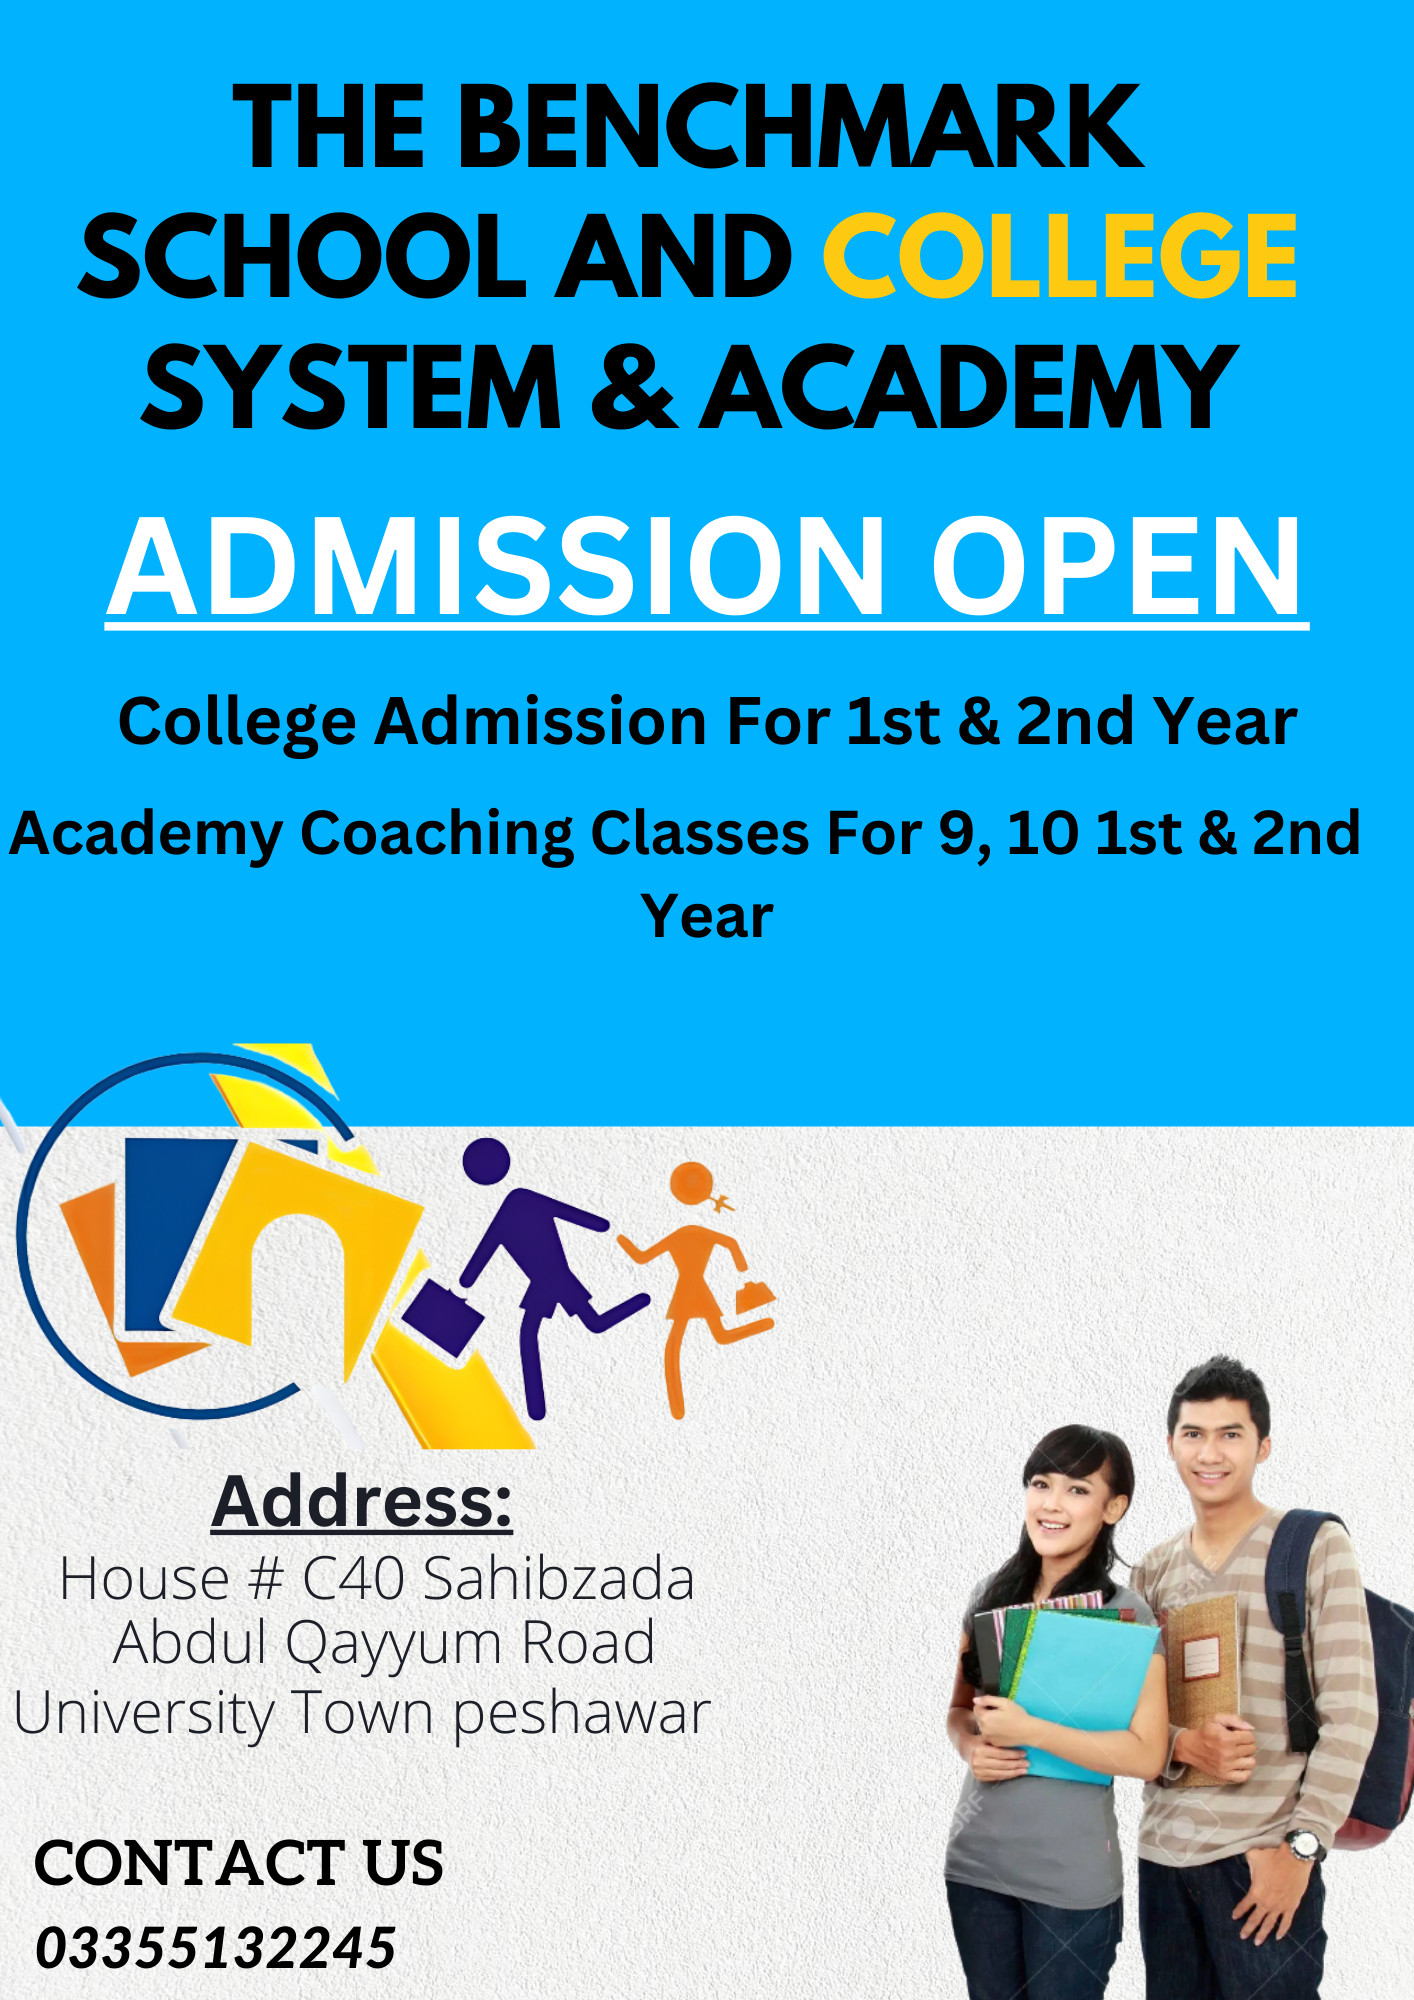 THE BENCHMARK
SCHOOL AND COLLEGE
SYSTEM & ACADEMY
ADMISSION OPEN
College Admission For 1st & 2nd Year
Academy Coaching Classes For 9, 10 1st & 2nd
Year
Address:
House # C40 Sahibzada
Abdul Qayyum Road
University Town peshawar
CONTACT US
03355132245